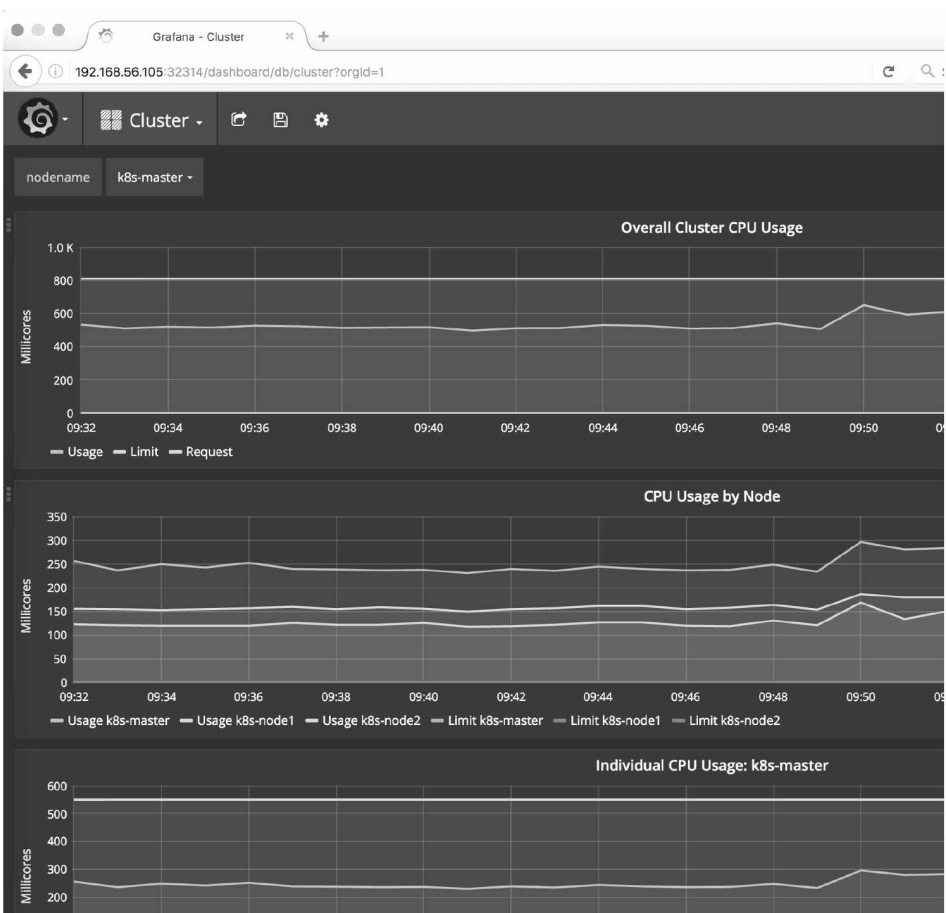 Grafana - Cluster
192.168.56.105:32314/dashboard/db/cluster?orgId=1
Cluster
nodename k8s-master
Overall Cluster CPU Usage
Millicores
1.0 K
800
600
400
200
0
09:32 09:34 09:36 09:38 09:40 09:42 09:44 09:46 09:48 09:50
Usage Limit Request
CPU Usage by Node
Millicores
350
300
250
200
150
100
50
0
09:32 09:34 09:36 09:38 09:40 09:42 09:44 09:46 09:48 09:50
Usage k8s-master Usage k8s-node1 Usage k8s-node2 Limit k8s-master Limit k8s-node1 Limit k8s-node2
Individual CPU Usage: k8s-master
Millicores
600
500
400
300
200